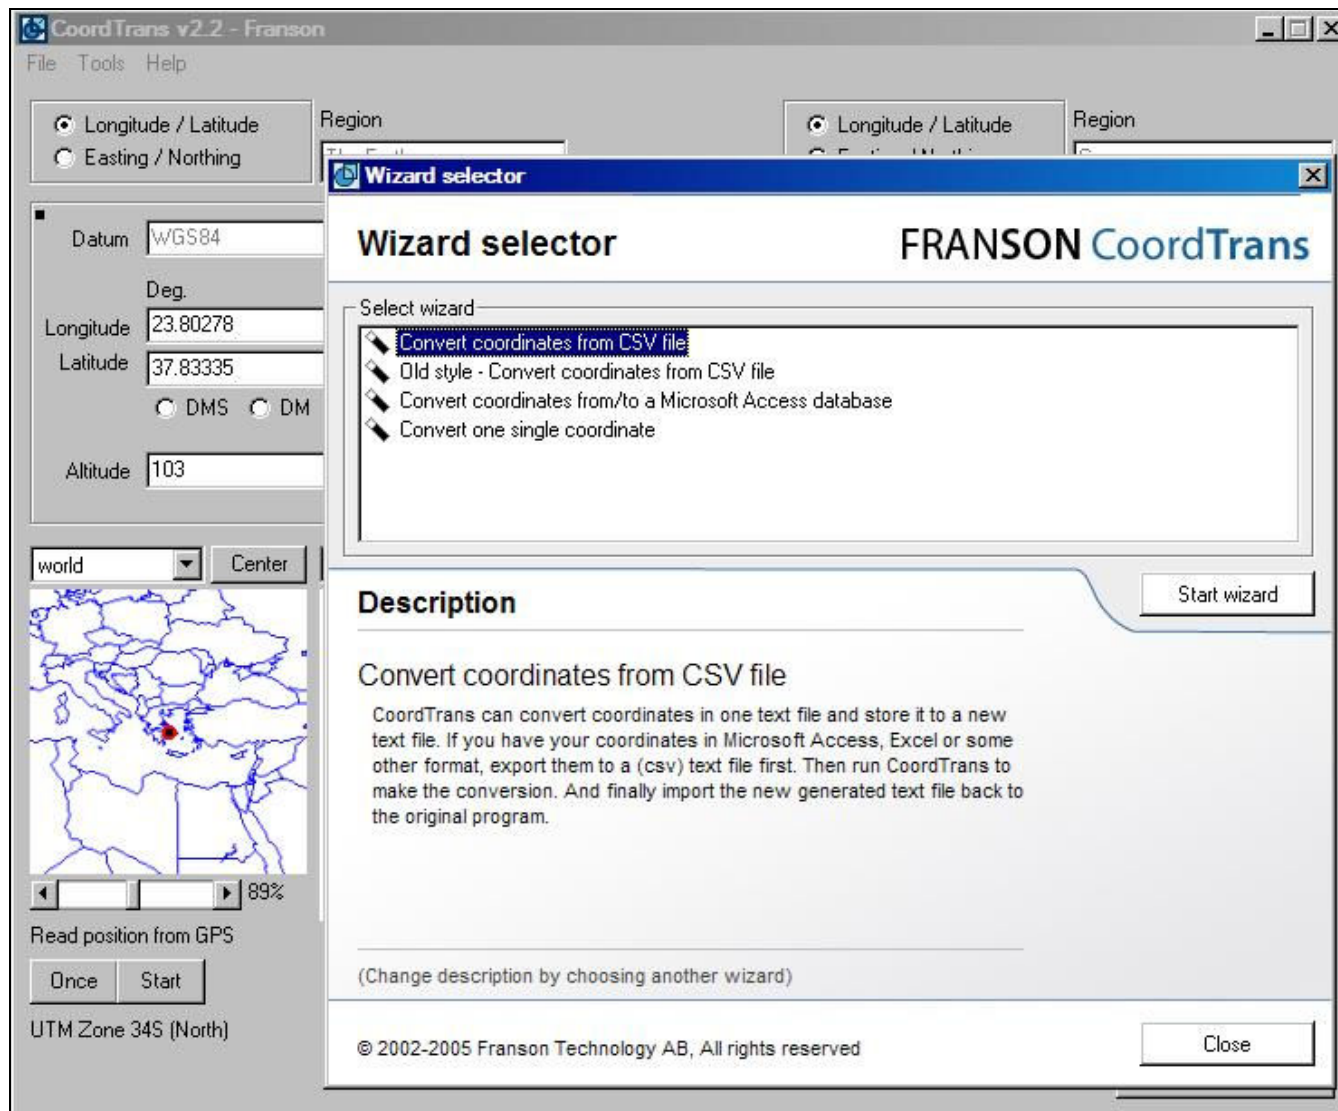 CoordTrans v2.2 - Franson
File Tools Help
Longitude / Latitude
Easting / Northing
Region
Longitude / Latitude
Region
Datum
WGS84
Deg.
Longitude
23.80278
Latitude
37.83335
DMS DM
Altitude
103
world
Center
89%
Read position from GPS
Once
Start
UTM Zone 34S (North)
Wizard selector
Wizard selector
FRANSON CoordTrans
Select wizard
Convert coordinates from CSV file
Old style - Convert coordinates from CSV file
Convert coordinates from/to a Microsoft Access database
Convert one single coordinate
Start wizard
Description
Convert coordinates from CSV file
CoordTrans can convert coordinates in one text file and store it to a new
text file. If you have your coordinates in Microsoft Access, Excel or some
other format, export them to a (csv) text file first. Then run CoordTrans to
make the conversion. And finally import the new generated text file back to
the original program.
(Change description by choosing another wizard)
© 2002-2005 Franson Technology AB, All rights reserved
Close